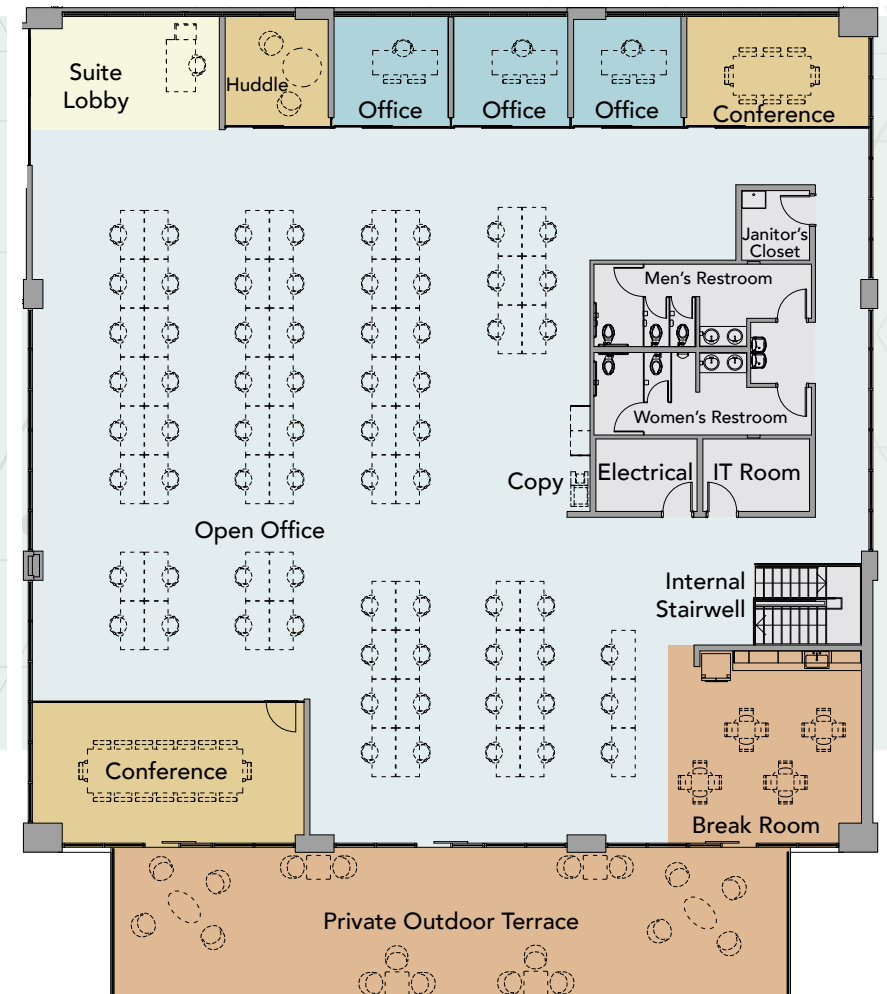 Suite
Lobby
Huddle
Office
Office
Office
Conference
Janitor's
Closet
Men's Restroom
Women's Restroom
Copy
Electrical
IT Room
Open Office
Internal
Stairwell
Conference
Break Room
Private Outdoor Terrace